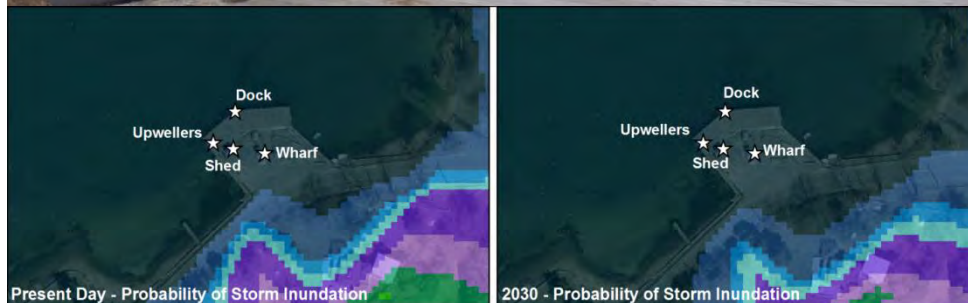 Dock
Upwellers
Shed
Wharf
Present Day - Probability of Storm Inundation
Dock
Upwellers
Shed
Wharf
2030 - Probability of Storm Inundation